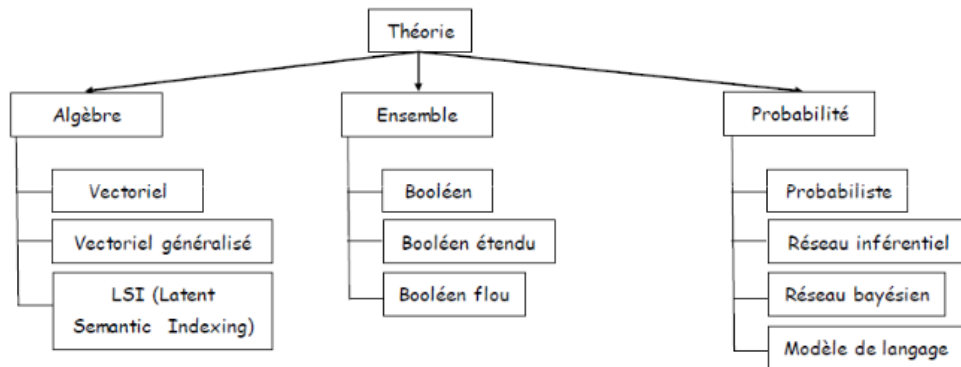 Théorie
Algèbre
Ensemble
Probabilité
Vectoriel
Vectoriel généralisé
LSI (Latent
Semantic Indexing)
Booléen
Booléen étendu
Booléen flou
Probabiliste
Réseau inférentiel
Réseau bayésien
Modèle de langage